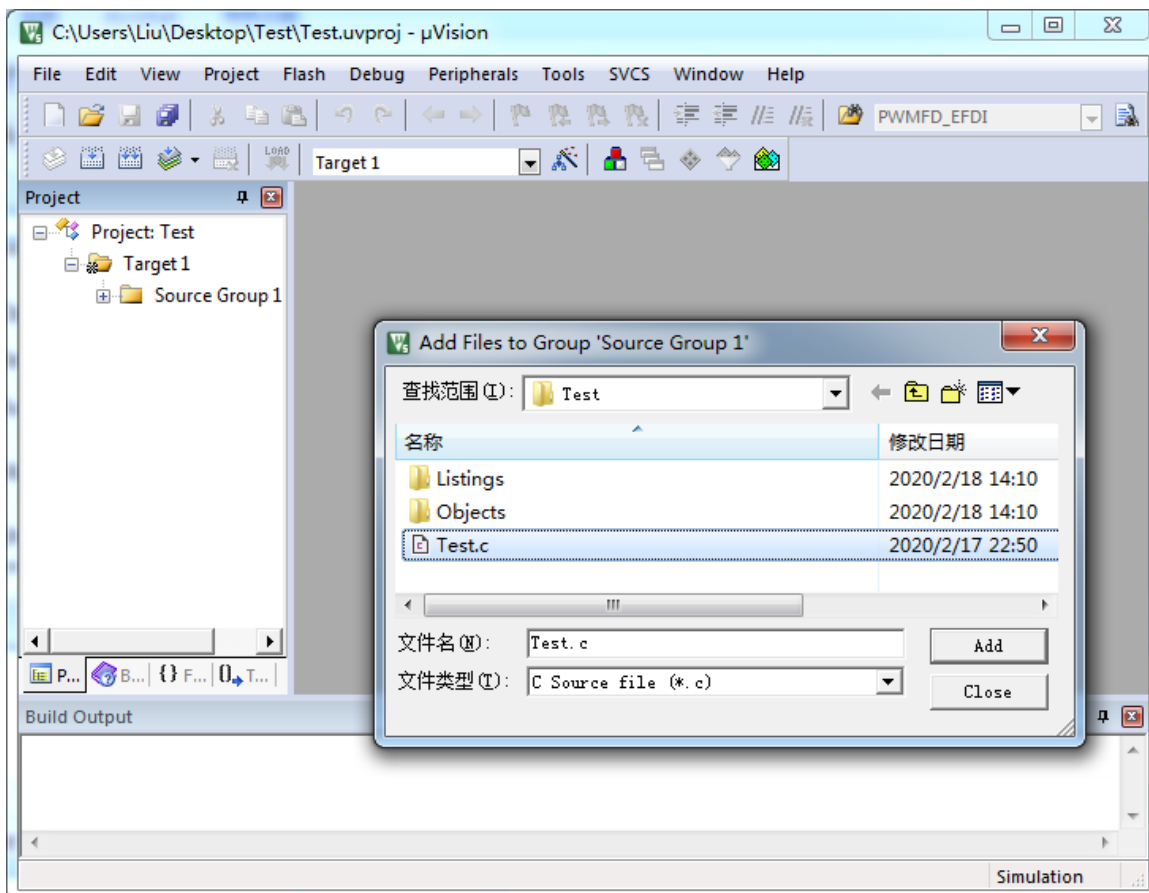 C:\Users\Liu\Desktop\Test\Test.uvproj - µVision
File Edit View Project Flash Debug Peripherals Tools SVCS Window Help
PWMFD_EFDI
LOAD
Target 1
Project
Project: Test
Target 1
Source Group 1
Add Files to Group 'Source Group 1'
查找范围(I): Test
名称 修改日期
Listings 2020/2/18 14:10
Objects 2020/2/18 14:10
Test.c 2020/2/17 22:50
文件名(N): Test.c Add
文件类型(T): C Source file (*.c) Close
P... B... {} F... 0 T...
Build Output
Simulation